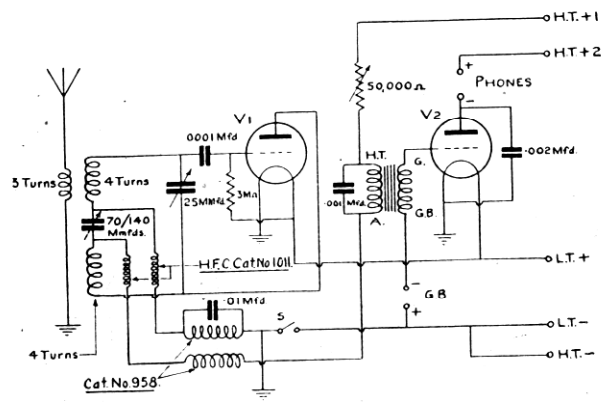 H.T.+1
H.T.+2
50,000Ω
+
PHONES
-
V1
V2
.0001 Mfd
.002 Mfd.
H.T.
G.
3 Turns
4 Turns
25 MMfd
3MΩ
.001 Mfd.
A.
G.B.
70/140
Mmfds.
H.F.C. Cat. No. 1011.
L.T.+
-
G B
+
.01 Mfd
S
L.T.-
4 Turns
Cat. No. 958
H.T.-